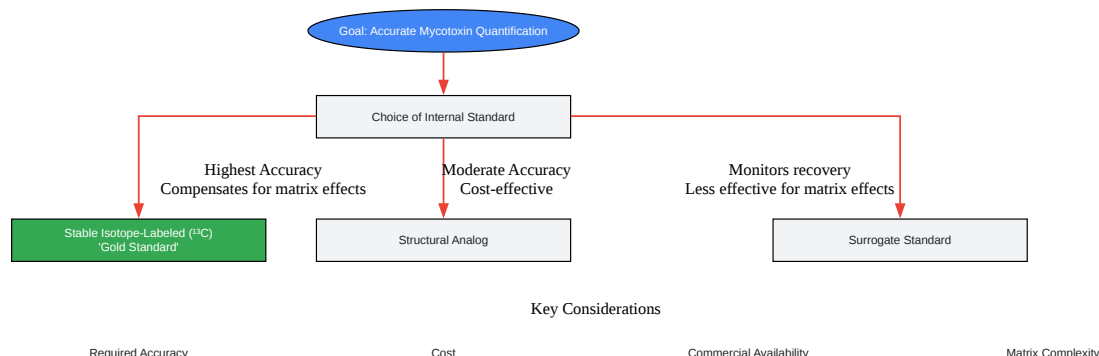 Goal: Accurate Mycotoxin Quantification
Choice of Internal Standard
Highest Accuracy
Compensates for matrix effects
Moderate Accuracy
Cost-effective
Monitors recovery
Less effective for matrix effects
Stable Isotope-Labeled (¹³C)
'Gold Standard'
Structural Analog
Surrogate Standard
Key Considerations
Required Accuracy
Cost
Commercial Availability
Matrix Complexity